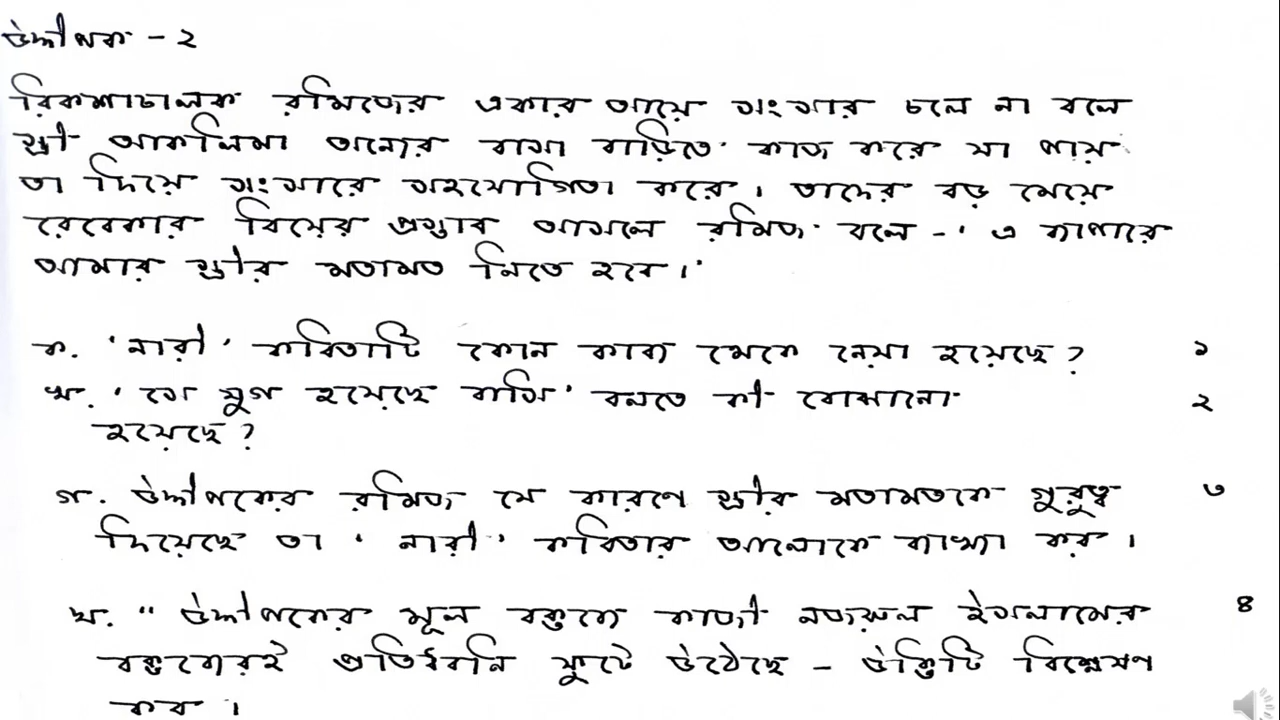 উদ্দীপক - ২
রিকশাচালক রমিজের একার আয়ে সংসার চলে না বলে
স্ত্রী আকলিমা অন্যের বাসা বাড়িতে কাজ করে যা পায়
তা দিয়ে সংসারে সহযোগিতা করে। তাদের বড় মেয়ে
রেবেকার বিয়ের প্রস্তাব আসলে রমিজ বলে - 'এ ব্যাপারে
আমার স্ত্রীর মতামত নিতে হবে।'
ক. 'নারী' কবিতাটি কোন কাব্য থেকে নেয়া হয়েছে? ১
খ. 'সে যুগ হয়েছে বাসি' বলতে কী বোঝানো ২
হয়েছে?
গ. উদ্দীপকের রমিজ যে কারণে স্ত্রীর মতামতকে গুরুত্ব ৩
দিয়েছে তা 'নারী' কবিতার আলোকে ব্যাখ্যা কর।
ঘ. "উদ্দীপকের মূল বক্তব্যে কাজী নজরুল ইসলামের ৪
বক্তব্যেরই প্রতিধ্বনি ফুটে উঠেছে - উক্তিটি বিশ্লেষণ
কর।